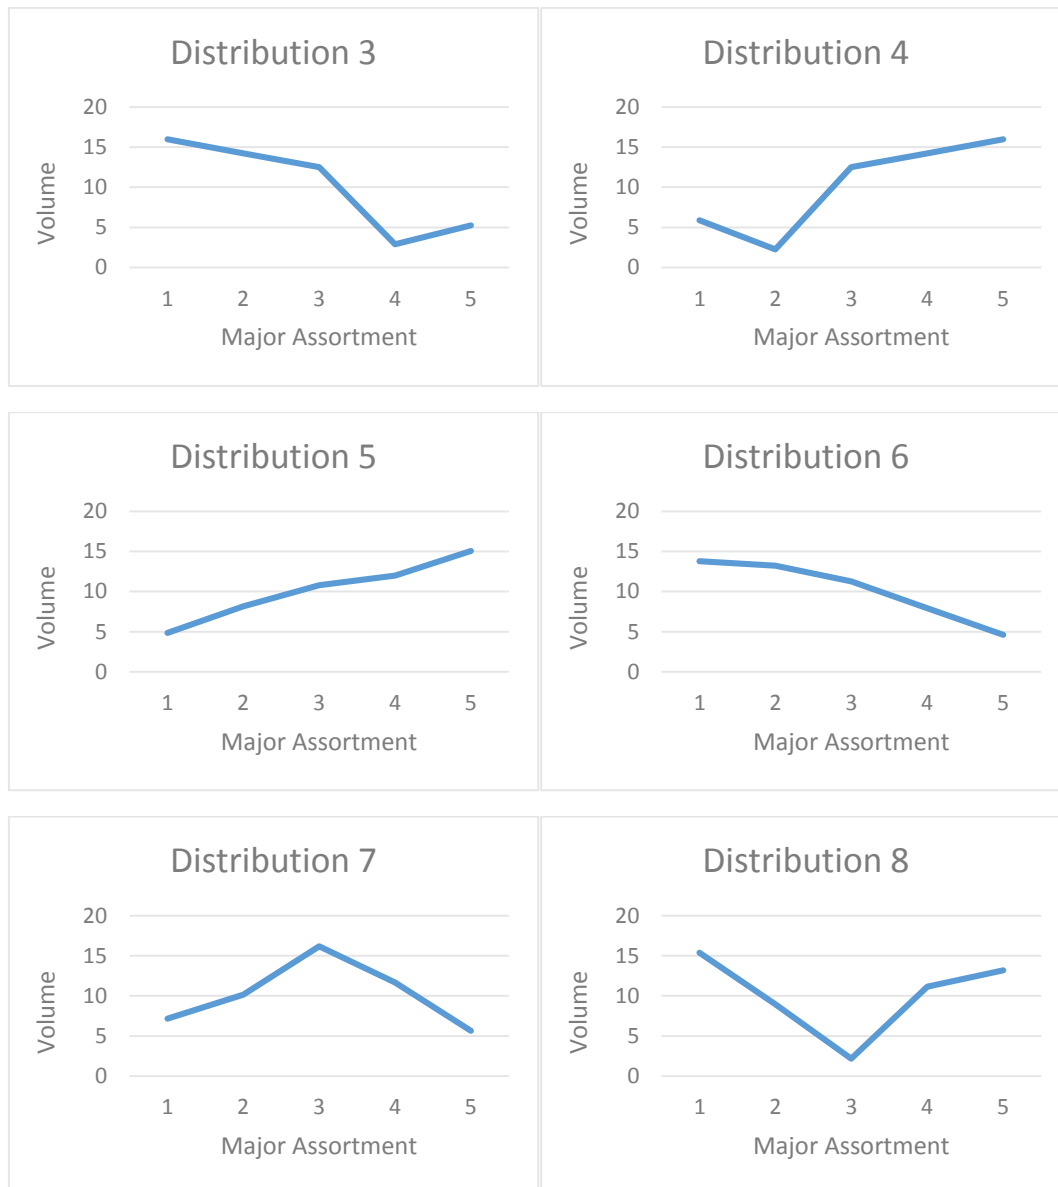 Distribution 3
20
15
10
5
0
Volume
1 2 3 4 5
Major Assortment
Distribution 4
20
15
10
5
0
Volume
1 2 3 4 5
Major Assortment
Distribution 5
20
15
10
5
0
Volume
1 2 3 4 5
Major Assortment
Distribution 6
20
15
10
5
0
Volume
1 2 3 4 5
Major Assortment
Distribution 7
20
15
10
5
0
Volume
1 2 3 4 5
Major Assortment
Distribution 8
20
15
10
5
0
Volume
1 2 3 4 5
Major Assortment